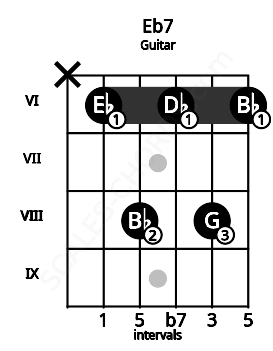 Eb7
Guitar
VI E♭ 1 D♭ 1 B♭ 1
VII
VIII B♭ 2 G 3
IX
1 5 b7 3 5
intervals